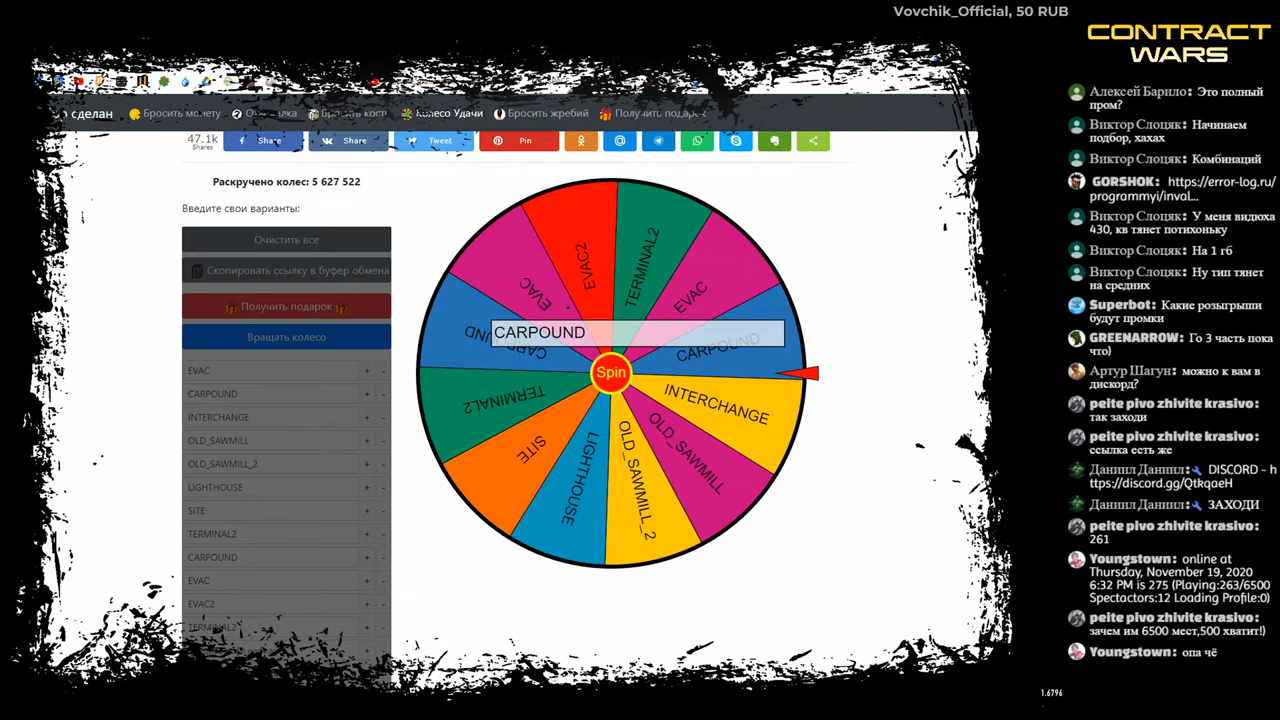 Vovchik_Official, 50 RUB
CONTRACT
WARS
сделан
Бросить монету
Бросить кости
Колесо Удачи
Бросить жребий
Получить подарок
47.1k
Shares
Share
Share
Tweet
Pin
Раскручено колес: 5 627 522
Введите свои варианты:
Очистить все
Скопировать ссылку в буфер обмена
Получить подарок
Вращать колесо
EVAC + -
CARPOUND + -
INTERCHANGE + -
OLD_SAWMILL + -
OLD_SAWMILL_2 + -
LIGHTHOUSE + -
SITE + -
TERMINAL2 + -
CARPOUND + -
EVAC + -
EVAC2 + -
TERMINAL2 + -
EVAC2
TERMINAL2
EVAC
CARPOUND
INTERCHANGE
OLD_SAWMILL
OLD_SAWMILL_2
LIGHTHOUSE
SITE
TERMINAL2
CARPOUND
EVAC
CARPOUND
Spin
Алексей Барило: Это полный
пром?
Виктор Слоцяк: Начинаем
подбор, хахах
Виктор Слоцяк: Комбинаций
GORSHOK: https://error-log.ru/
programmyi/inval...
Виктор Слоцяк: У меня видюха
430, кв тянет потихоньку
Виктор Слоцяк: На 1 гб
Виктор Слоцяк: Ну тип тянет
на средних
Superbot: Какие розыгрыши
будут промки
GREENARROW: Го 3 часть пока
что)
Артур Шагун: можно к вам в
дискорд?
peite pivo zhivite krasivo:
так заходи
peite pivo zhivite krasivo:
ссылка есть же
Даниил Даниил: DISCORD - h
ttps://discord.gg/QtkqaeH
Даниил Даниил: ЗАХОДИ
peite pivo zhivite krasivo:
261
Youngstown: online at
Thursday, November 19, 2020
6:32 PM is 275 (Playing:263/6500
Spectactors:12 Loading Profile:0)
peite pivo zhivite krasivo:
зачем им 6500 мест,500 хватит!)
Youngstown: опа чё
1.6796